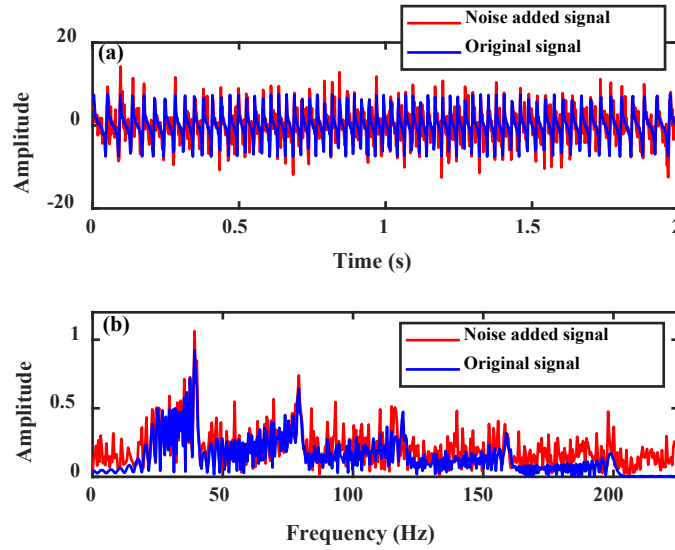 Noise added signal
Original signal
(a)
20
0
-20
Amplitude
0
0.5
1
1.5
2
Time (s)
(b)
Noise added signal
Original signal
1
0.5
0
Amplitude
0
50
100
150
200
Frequency (Hz)